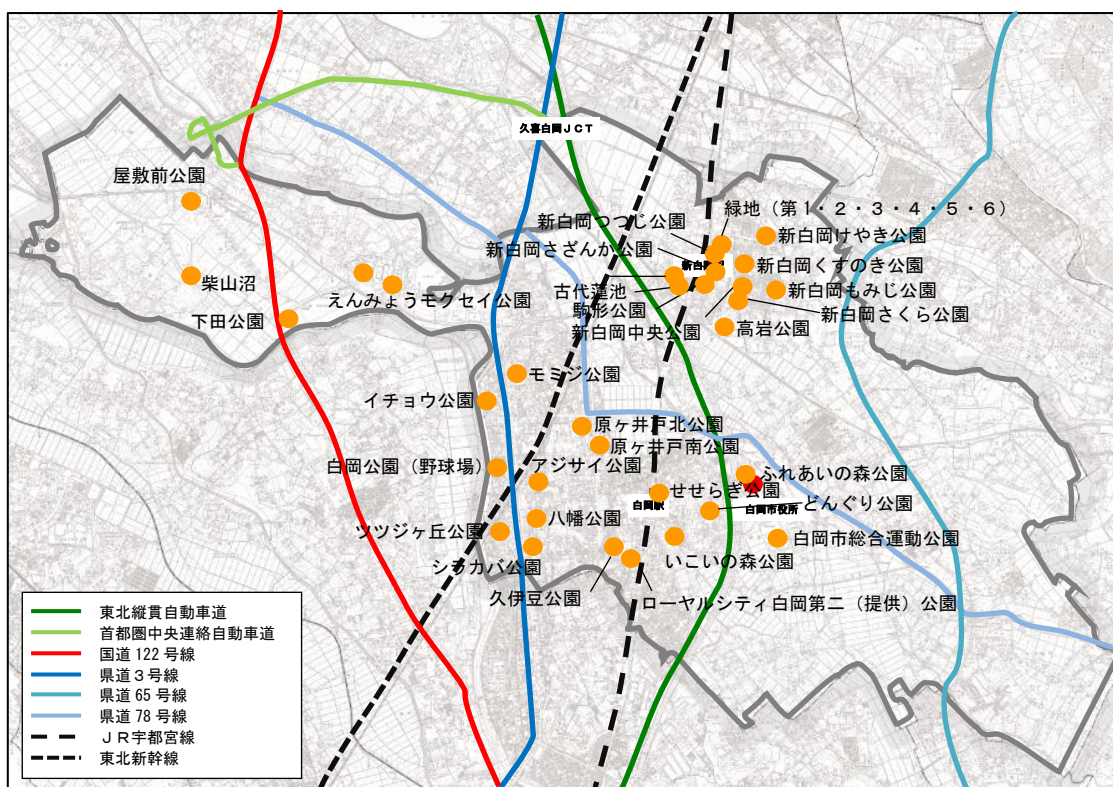 久喜白岡ＪＣＴ
屋敷前公園
緑地（第１・２・３・４・５・６）
新白岡つつじ公園
新白岡けやき公園
新白岡さざんか公園
新白岡くすのき公園
柴山沼
古代蓮池
新白岡もみじ公園
えんみょうモクセイ公園
駒形公園
新白岡さくら公園
下田公園
新白岡中央公園
高岩公園
モミジ公園
イチョウ公園
原ヶ井戸北公園
原ヶ井戸南公園
白岡公園（野球場）
アジサイ公園
ふれあいの森公園
せせらぎ公園
どんぐり公園
白岡駅
白岡市役所
八幡公園
ツツジヶ丘公園
白岡市総合運動公園
シラカバ公園
いこいの森公園
久伊豆公園
ローヤルシティ白岡第二（提供）公園
東北縦貫自動車道
首都圏中央連絡自動車道
国道 122 号線
県道３号線
県道 65 号線
県道 78 号線
ＪＲ宇都宮線
東北新幹線